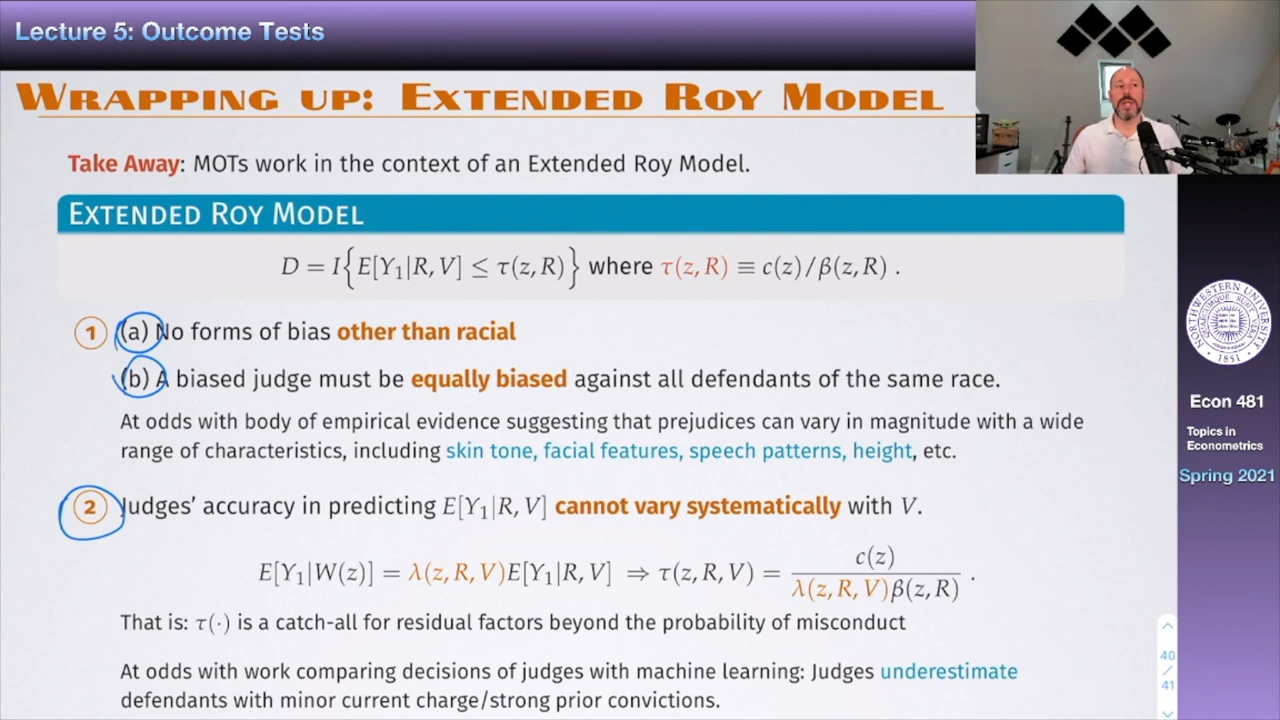 Lecture 5: Outcome Tests
WRAPPING UP: EXTENDED ROY MODEL
Take Away: MOTs work in the context of an Extended Roy Model.
EXTENDED ROY MODEL
D = I{E[Y₁|R, V] ≤ τ(z, R)} where τ(z, R) ≡ c(z)/β(z, R) .
1 (a) No forms of bias other than racial
(b) A biased judge must be equally biased against all defendants of the same race.
At odds with body of empirical evidence suggesting that prejudices can vary in magnitude with a wide
range of characteristics, including skin tone, facial features, speech patterns, height, etc.
2 Judges' accuracy in predicting E[Y₁|R, V] cannot vary systematically with V.
E[Y₁|W(z)] = λ(z, R, V)E[Y₁|R, V] ⇒ τ(z, R, V) = c(z) / λ(z, R, V)β(z, R) .
That is: τ(·) is a catch-all for residual factors beyond the probability of misconduct
At odds with work comparing decisions of judges with machine learning: Judges underestimate
defendants with minor current charge/strong prior convictions.
NORTHWESTERN UNIVERSITY
1851
Econ 481
Topics in
Econometrics
Spring 2021
40
/
41